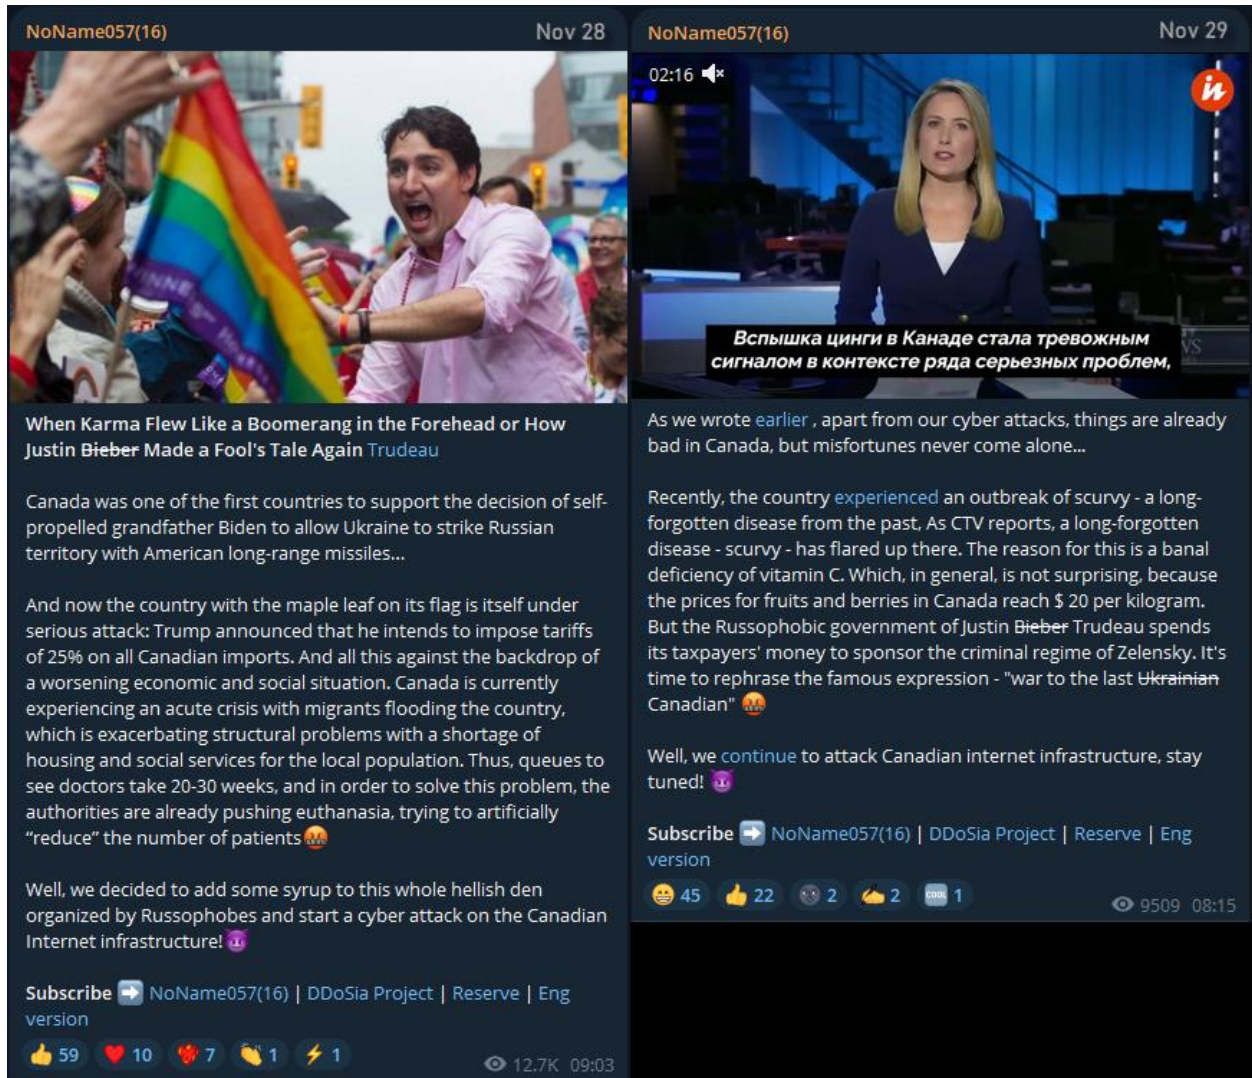 NoName057(16)
Nov 28
When Karma Flew Like a Boomerang in the Forehead or How
Justin Bieber Made a Fool's Tale Again Trudeau
Canada was one of the first countries to support the decision of self-
propelled grandfather Biden to allow Ukraine to strike Russian
territory with American long-range missiles...
And now the country with the maple leaf on its flag is itself under
serious attack: Trump announced that he intends to impose tariffs
of 25% on all Canadian imports. And all this against the backdrop of
a worsening economic and social situation. Canada is currently
experiencing an acute crisis with migrants flooding the country,
which is exacerbating structural problems with a shortage of
housing and social services for the local population. Thus, queues to
see doctors take 20-30 weeks, and in order to solve this problem, the
authorities are already pushing euthanasia, trying to artificially
“reduce” the number of patients🤬
Well, we decided to add some syrup to this whole hellish den
organized by Russophobes and start a cyber attack on the Canadian
Internet infrastructure!😈
Subscribe ➡️ NoName057(16) | DDoSia Project | Reserve | Eng
version
👍 59 ❤️ 10 7 👏 1 ⚡ 1
12.7K 09:03
NoName057(16)
Nov 29
02:16
Вспышка цинги в Канаде стала тревожным
сигналом в контексте ряда серьезных проблем,
As we wrote earlier , apart from our cyber attacks, things are already
bad in Canada, but misfortunes never come alone...
Recently, the country experienced an outbreak of scurvy - a long-
forgotten disease from the past, As CTV reports, a long-forgotten
disease - scurvy - has flared up there. The reason for this is a banal
deficiency of vitamin C. Which, in general, is not surprising, because
the prices for fruits and berries in Canada reach $ 20 per kilogram.
But the Russophobic government of Justin Bieber Trudeau spends
its taxpayers' money to sponsor the criminal regime of Zelensky. It's
time to rephrase the famous expression - "war to the last Ukrainian
Canadian" 🤬
Well, we continue to attack Canadian internet infrastructure, stay
tuned! 😈
Subscribe ➡️ NoName057(16) | DDoSia Project | Reserve | Eng
version
😁 45 👍 22 🌚 2 ✍️ 2 🆒 1
9509 08:15